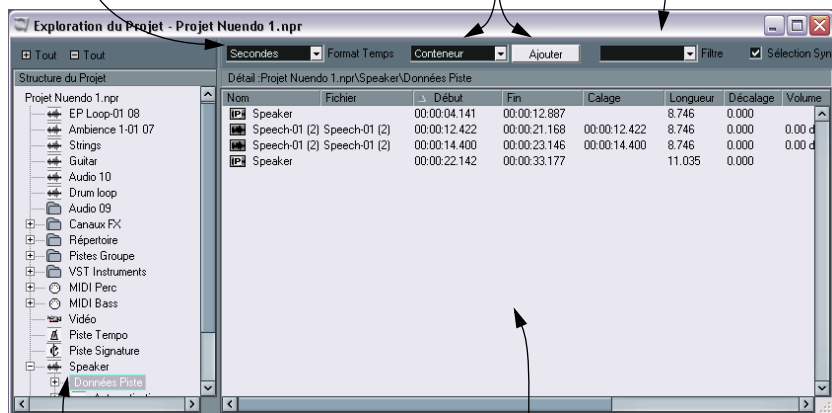 Exploration du Projet - Projet Nuendo 1.npr
Tout Tout Secondes Format Temps Conteneur Ajouter Filtre Sélection Syn
Structure du Projet
Détail :Projet Nuendo 1.npr\Speaker\Données Piste
Projet Nuendo 1.npr
EP Loop-01 08
Ambience 1-01 07
Strings
Guitar
Audio 10
Drum loop
Audio 09
Canaux FX
Répertoire
Pistes Groupe
VST Instruments
MIDI Perc
MIDI Bass
Vidéo
Piste Tempo
Piste Signature
Speaker
Données Piste
Nom Fichier Début Fin Calage Longueur Décalage Volume
Speaker 00:00:04.141 00:00:12.887 8.746 0.000
Speech-01 (2) Speech-01 (2) 00:00:12.422 00:00:21.168 00:00:12.422 8.746 0.000 0.00 d
Speech-01 (2) Speech-01 (2) 00:00:14.400 00:00:23.146 00:00:14.400 8.746 0.000 0.00 d
Speaker 00:00:22.142 00:00:33.177 11.035 0.000